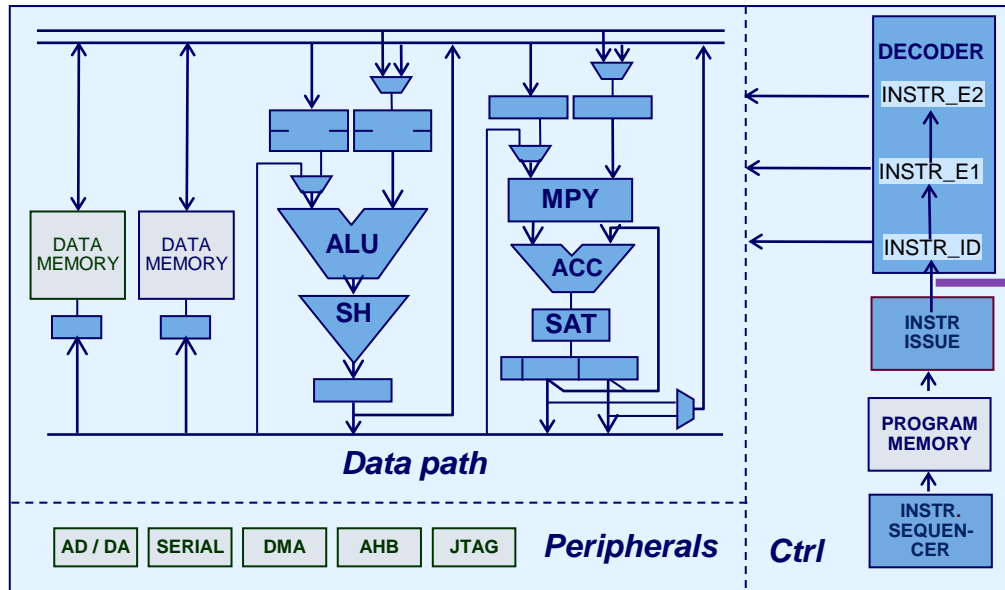 DECODER
INSTR_E2
INSTR_E1
INSTR_ID
INSTR
ISSUE
PROGRAM
MEMORY
INSTR.
SEQUEN-
CER
Ctrl
DATA
MEMORY
DATA
MEMORY
ALU
SH
MPY
ACC
SAT
Data path
AD / DA
SERIAL
DMA
AHB
JTAG
Peripherals